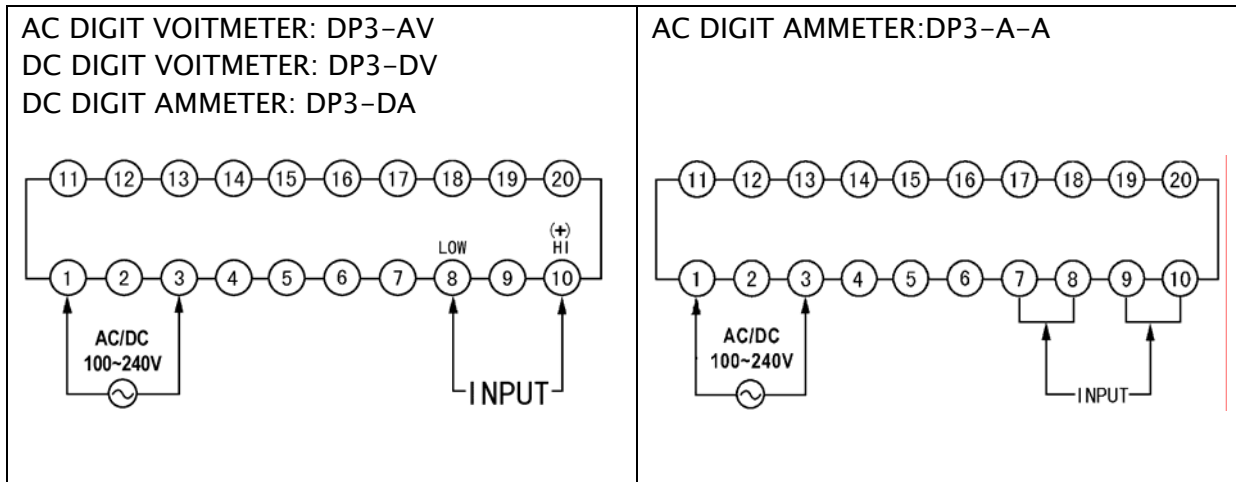 AC DIGIT VOITMETER: DP3-AV
DC DIGIT VOITMETER: DP3-DV
DC DIGIT AMMETER: DP3-DA
11 12 13 14 15 16 17 18 19 20
LOW
(+)
HI
1 2 3 4 5 6 7 8 9 10
AC/DC
100~240V
INPUT
AC DIGIT AMMETER:DP3-A-A
11 12 13 14 15 16 17 18 19 20
1 2 3 4 5 6 7 8 9 10
AC/DC
100~240V
INPUT